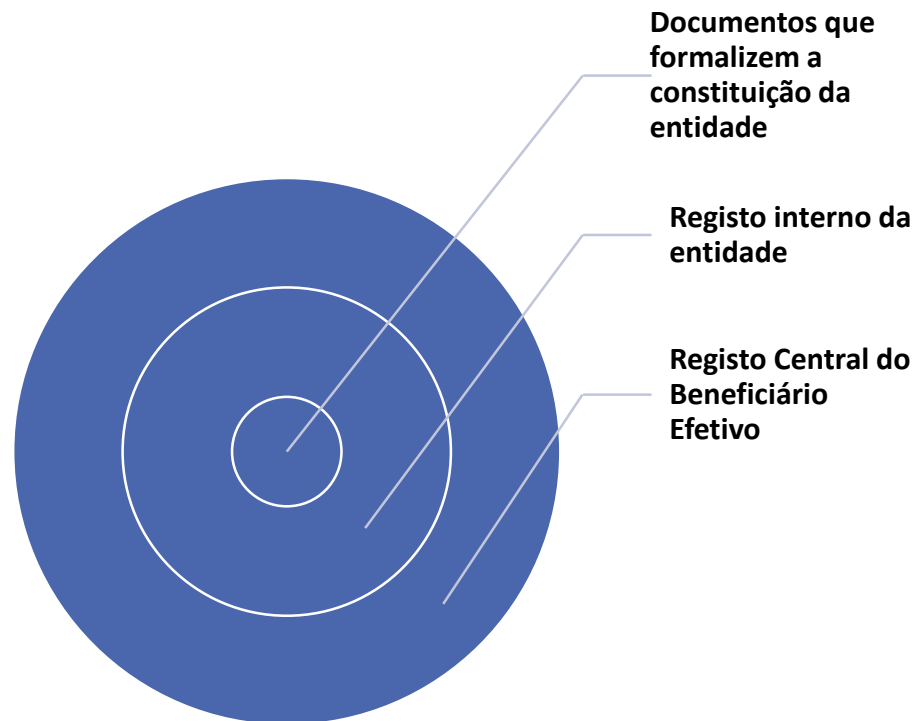 Documentos que
formalizem a
constituição da
entidade
Registo interno da
entidade
Registo Central do
Beneficiário
Efetivo